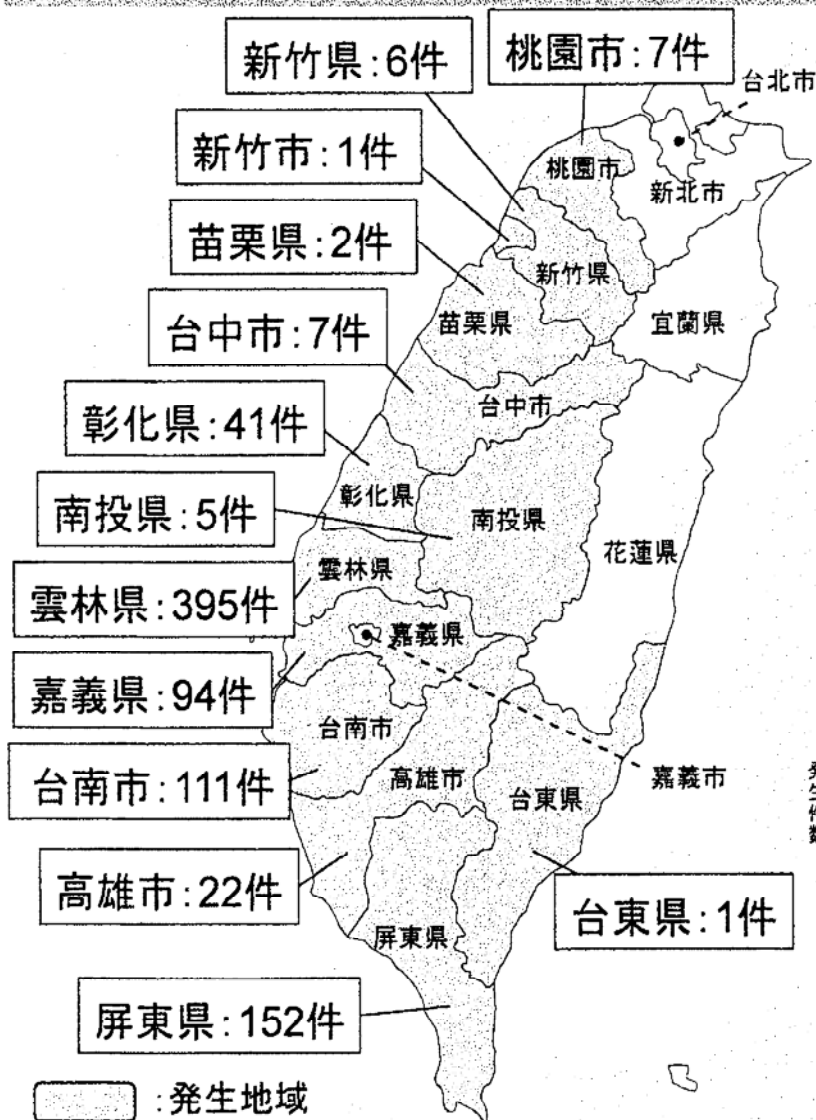 新竹県:6件
桃園市:7件
台北市
新竹市:1件
桃園市
新北市
苗栗県:2件
新竹県
苗栗県
宜蘭県
台中市:7件
台中市
彰化県:41件
彰化県
南投県:5件
南投県
花蓮県
雲林県
雲林県:395件
嘉義県
嘉義県:94件
台南市
台南市:111件
高雄市
台東県
嘉義市
発生件数
高雄市:22件
台東県:1件
屏東県
屏東県:152件
:発生地域